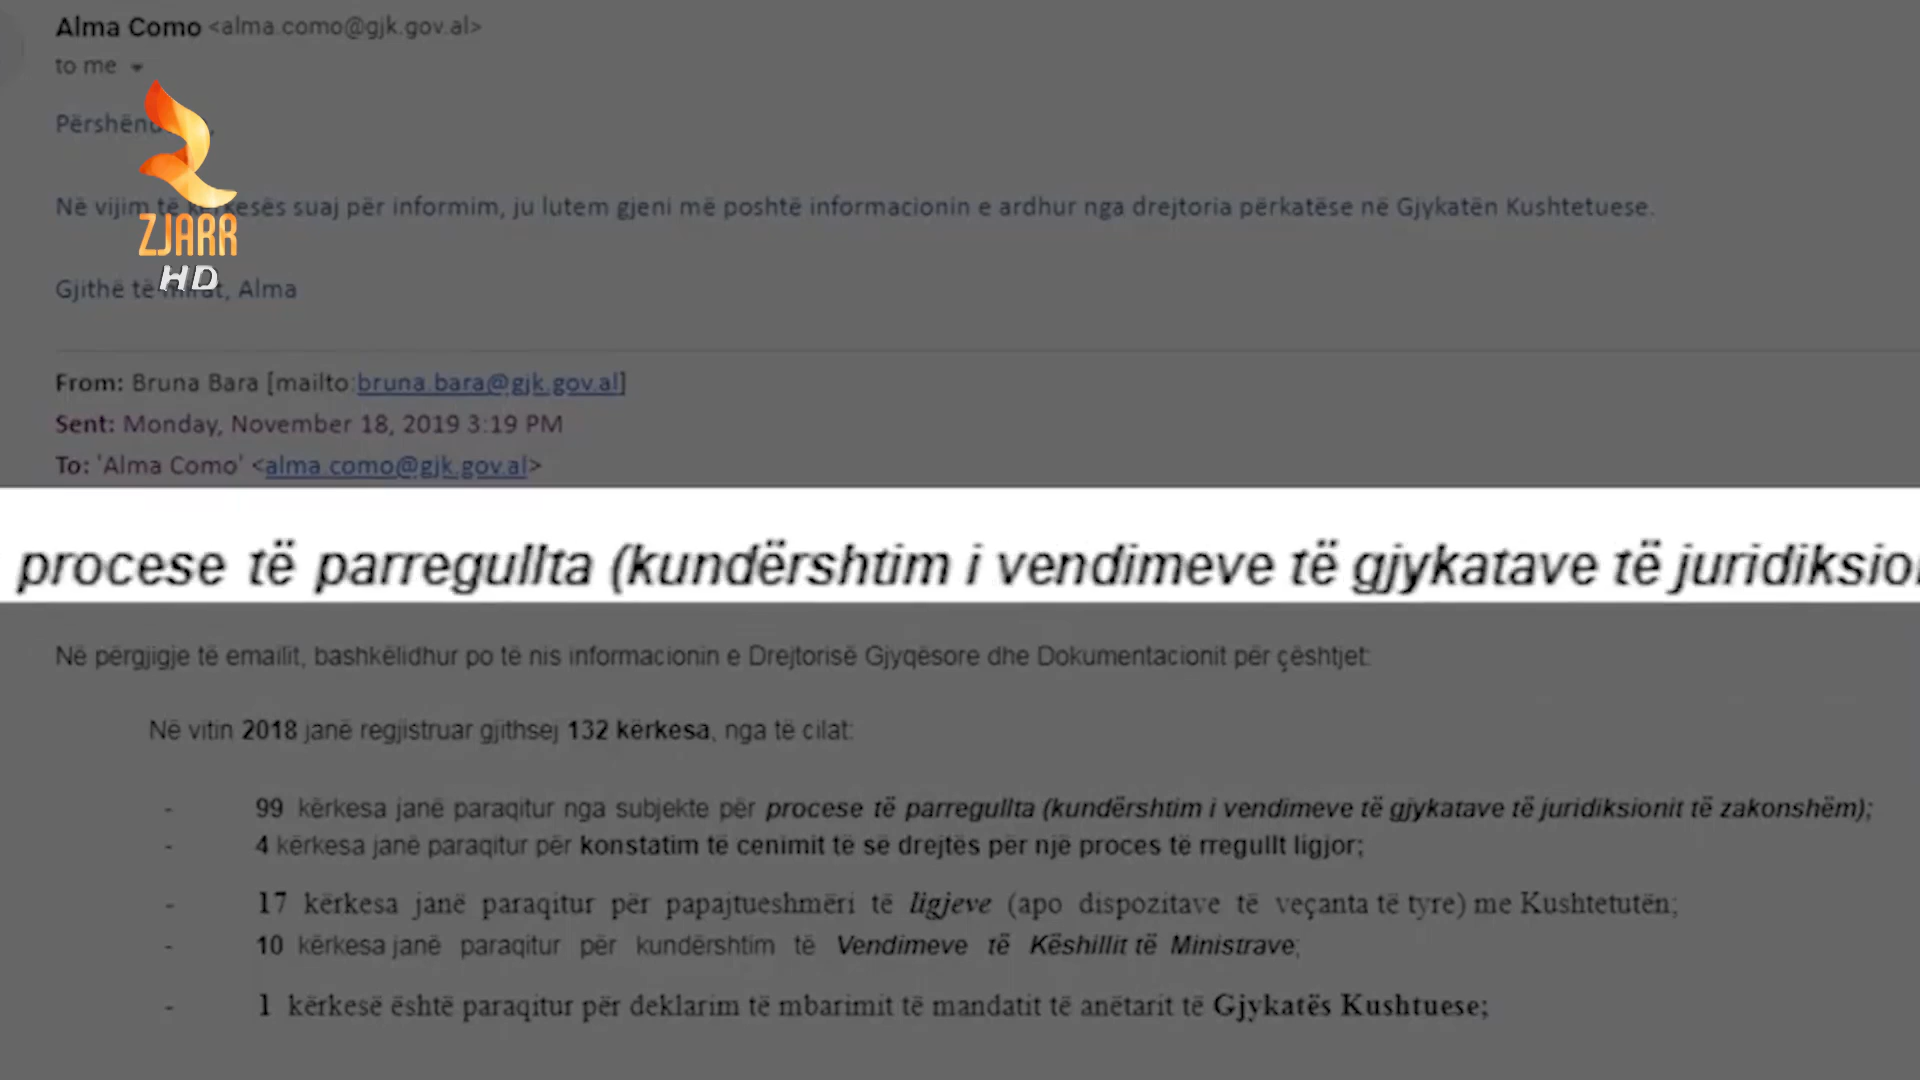 Alma Como <alma.como@gjk.gov.al>
to me
ZJARR
HD
Në vijim të kërkesës suaj për informim, ju lutem gjeni më poshtë informacionin e ardhur nga drejtoria përkatëse në Gjykatën Kushtetuese.
Gjithë të mirat, Alma
From: Bruna Bara [mailto:bruna.bara@gjk.gov.al]
Sent: Monday, November 18, 2019 3:19 PM
To: 'Alma Como' <alma.como@gjk.gov.al>
procese të parregullta (kundërshtim i vendimeve të gjykatave të
Në përgjigje të emailit, bashkëlidhur po të nis informacionin e Drejtorisë Gjyqësore dhe Dokumentacionit për çështjet:
Në vitin 2018 janë regjistruar gjithsej 132 kërkesa, nga të cilat:
- 99 kërkesa janë paraqitur nga subjekte për procese të parregullta (kundërshtim i vendimeve të gjykatave të juridiksionit të zakonshëm);
- 4 kërkesa janë paraqitur për konstatim të cenimit të së drejtës për një proces të rregullt ligjor;
- 17 kërkesa janë paraqitur për papajtueshmëri të ligjeve (apo dispozitave të veçanta të tyre) me Kushtetutën;
- 10 kërkesa janë paraqitur për kundërshtim të Vendimeve të Këshillit të Ministrave;
- 1 kërkesë është paraqitur për deklarim të mbarimit të mandatit të anëtarit të Gjykatës Kushtuese;